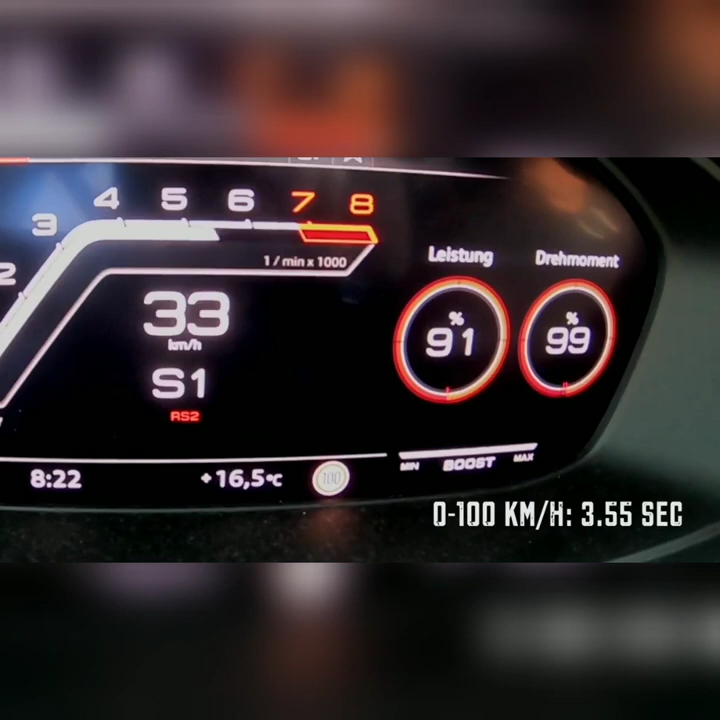 2 3 4 5 6 7 8
1 / min x 1000
33
km/h
S1
RS2
Leistung
%
91
Drehmoment
%
99
MIN BOOST MAX
8:22
+16,5°C
100
0-100 KM/H: 3.55 SEC